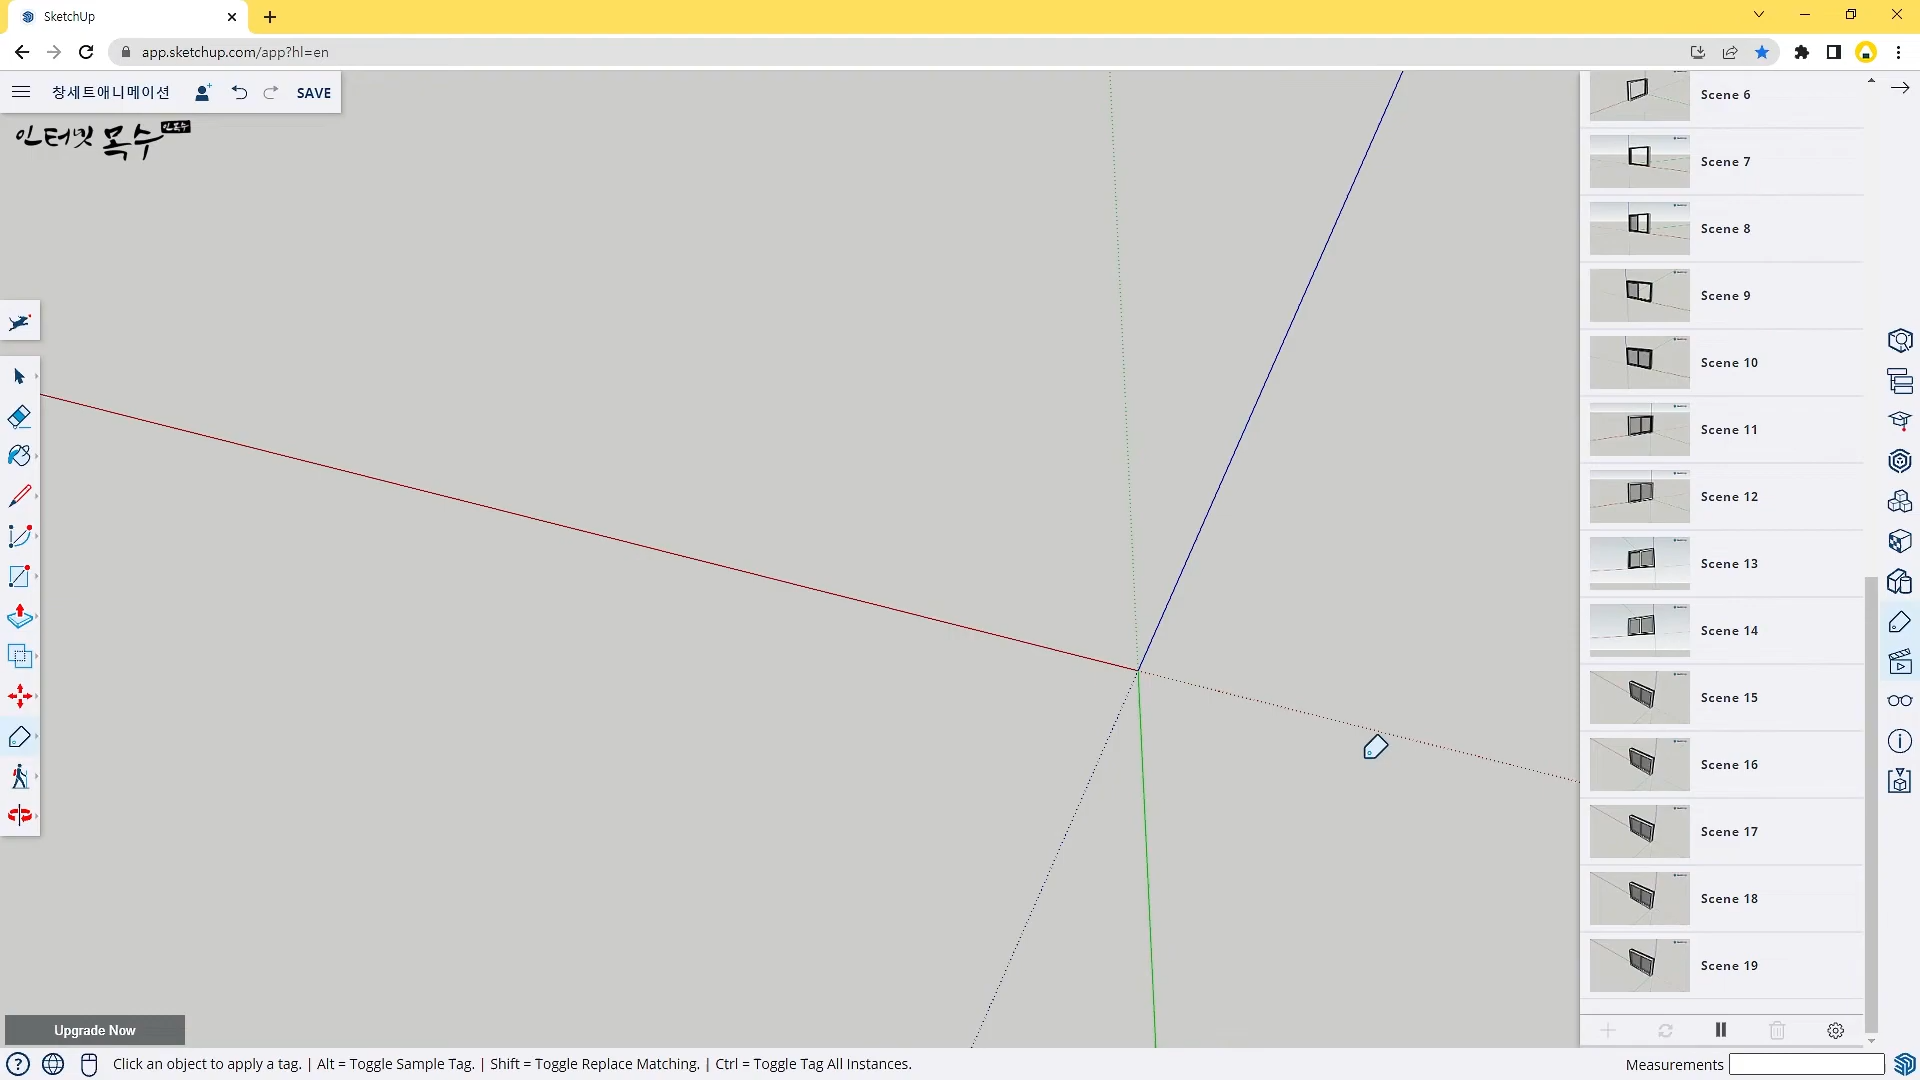 SketchUp
app.sketchup.com/app?hl=en
창세트애니메이션
SAVE
인터넷 목수
Scene 6
Scene 7
Scene 8
Scene 9
Scene 10
Scene 11
Scene 12
Scene 13
Scene 14
Scene 15
Scene 16
Scene 17
Scene 18
Scene 19
Upgrade Now
Click an object to apply a tag. | Alt = Toggle Sample Tag. | Shift = Toggle Replace Matching. | Ctrl = Toggle Tag All Instances.
Measurements